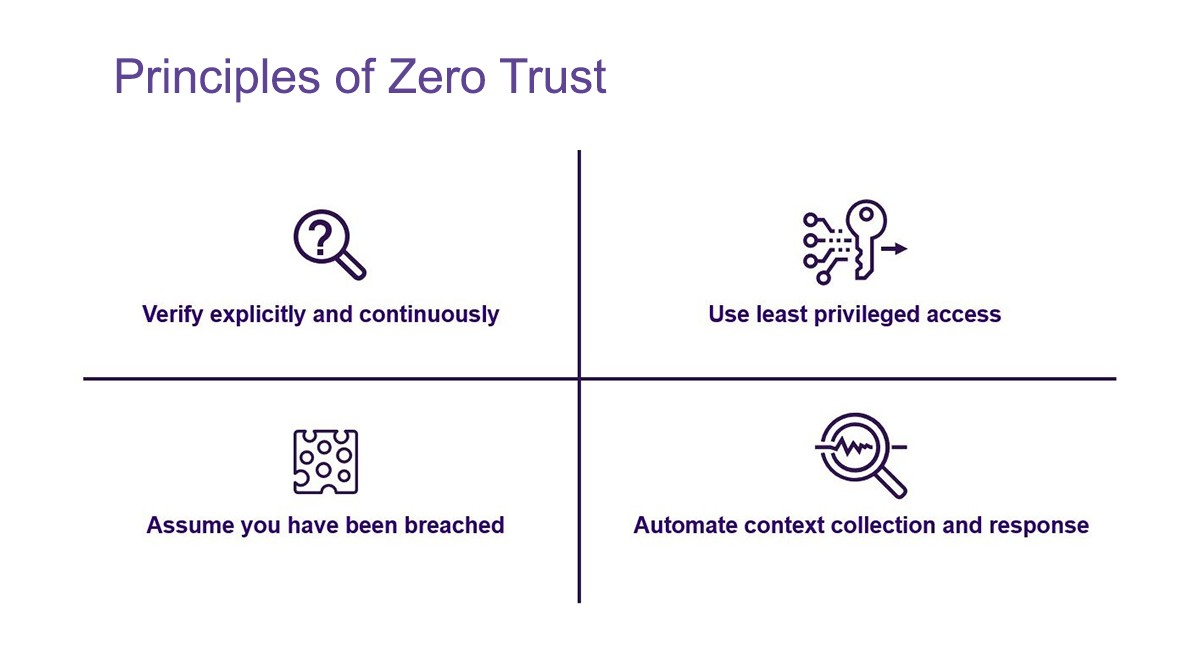 Principles of Zero Trust
?
Verify explicitly and continuously
Use least privileged access
Assume you have been breached
Automate context collection and response